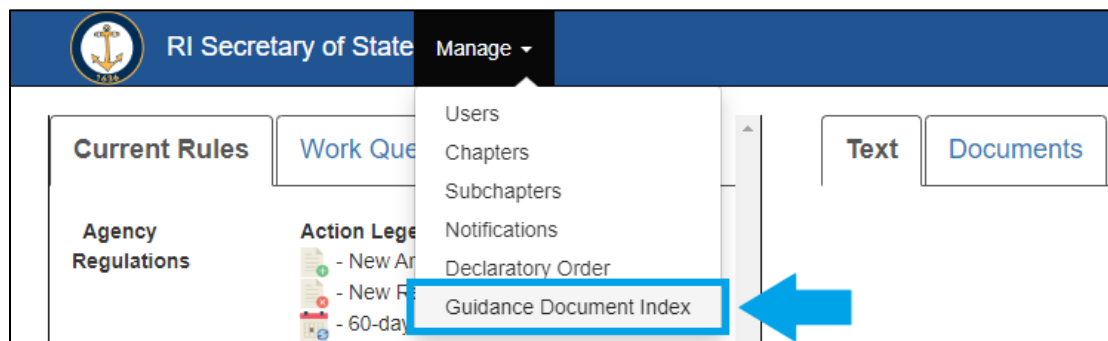 RI Secretary of State
Manage
1636
Users
Chapters
Subchapters
Notifications
Declaratory Order
Guidance Document Index
Current Rules
Work Que
Text
Documents
Agency
Regulations
Action Lege
- New Ar
- New R
- 60-day